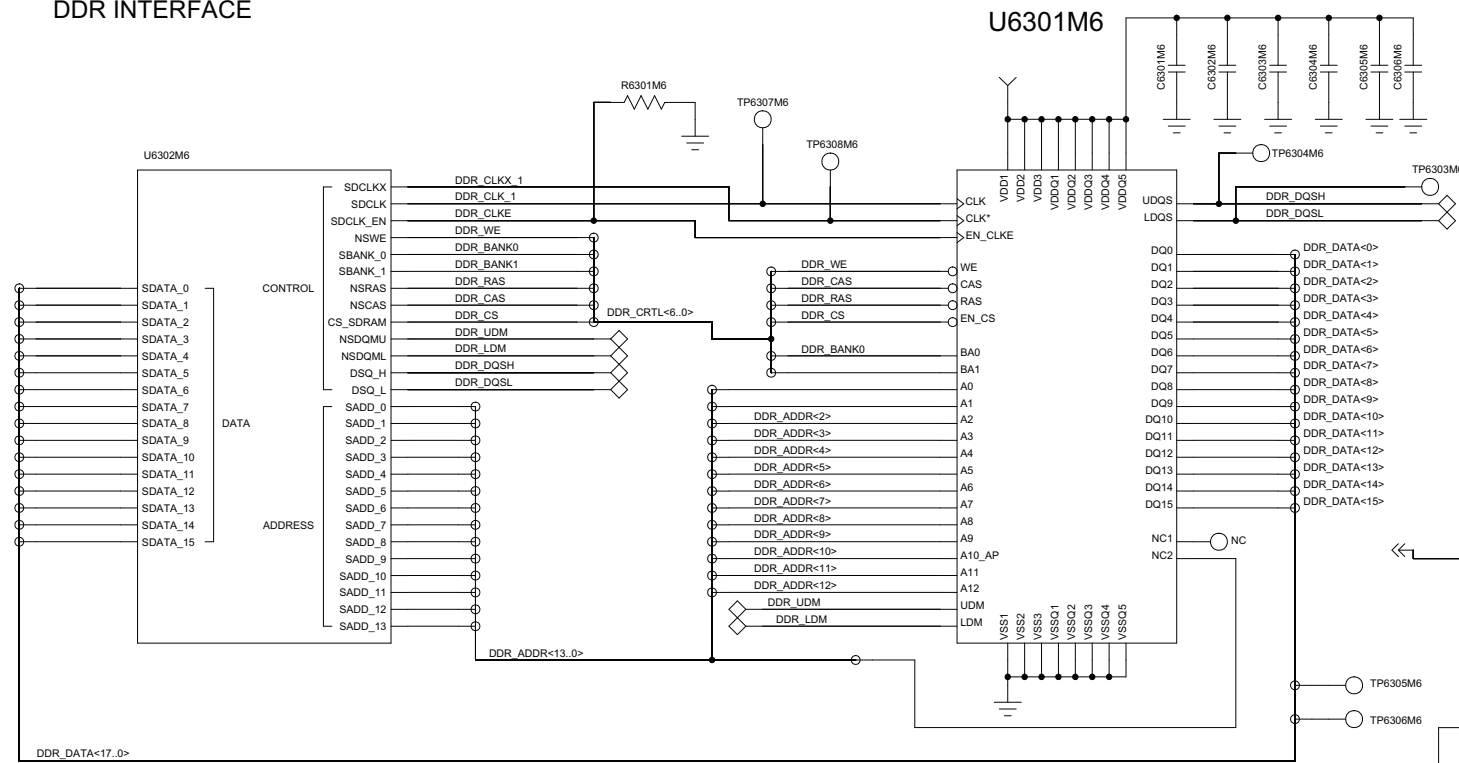 DDR INTERFACE
U6301M6
C6301M6
C6302M6
C6303M6
C6304M6
C6305M6
C6306M6
R6301M6
TP6307M6
TP6308M6
TP6304M6
TP6303M6
U6302M6
SDCLKX
SDCLK
SDCLK_EN
NSWE
SBANK_0
SBANK_1
NSRAS
NSCAS
CS_SDRAM
NSDQMU
NSDQML
DSQ_H
DSQ_L
CONTROL
SADD_0
SADD_1
SADD_2
SADD_3
SADD_4
SADD_5
SADD_6
SADD_7
SADD_8
SADD_9
SADD_10
SADD_11
SADD_12
SADD_13
ADDRESS
SDATA_0
SDATA_1
SDATA_2
SDATA_3
SDATA_4
SDATA_5
SDATA_6
SDATA_7
SDATA_8
SDATA_9
SDATA_10
SDATA_11
SDATA_12
SDATA_13
SDATA_14
SDATA_15
DATA
DDR_CLKX_1
DDR_CLK_1
DDR_CLKE
DDR_WE
DDR_BANK0
DDR_BANK1
DDR_RAS
DDR_CAS
DDR_CS
DDR_UDM
DDR_LDM
DDR_DQSH
DDR_DQSL
DDR_CRTL<6..0>
DDR_WE
DDR_CAS
DDR_RAS
DDR_CS
DDR_BANK0
DDR_ADDR<2>
DDR_ADDR<3>
DDR_ADDR<4>
DDR_ADDR<5>
DDR_ADDR<6>
DDR_ADDR<7>
DDR_ADDR<8>
DDR_ADDR<9>
DDR_ADDR<10>
DDR_ADDR<11>
DDR_ADDR<12>
DDR_UDM
DDR_LDM
DDR_ADDR<13..0>
DDR_DATA<17..0>
VDD1
VDD2
VDD3
VDDQ1
VDDQ2
VDDQ3
VDDQ4
VDDQ5
CLK
CLK*
EN_CLKE
WE
CAS
RAS
EN_CS
BA0
BA1
A0
A1
A2
A3
A4
A5
A6
A7
A8
A9
A10_AP
A11
A12
UDM
LDM
VSS1
VSS2
VSS3
VSSQ1
VSSQ2
VSSQ3
VSSQ4
VSSQ5
UDQS
LDQS
DQ0
DQ1
DQ2
DQ3
DQ4
DQ5
DQ6
DQ7
DQ8
DQ9
DQ10
DQ11
DQ12
DQ13
DQ14
DQ15
NC1
NC2
NC
DDR_DQSH
DDR_DQSL
DDR_DATA<0>
DDR_DATA<1>
DDR_DATA<2>
DDR_DATA<3>
DDR_DATA<4>
DDR_DATA<5>
DDR_DATA<6>
DDR_DATA<7>
DDR_DATA<8>
DDR_DATA<9>
DDR_DATA<10>
DDR_DATA<11>
DDR_DATA<12>
DDR_DATA<13>
DDR_DATA<14>
DDR_DATA<15>
TP6305M6
TP6306M6